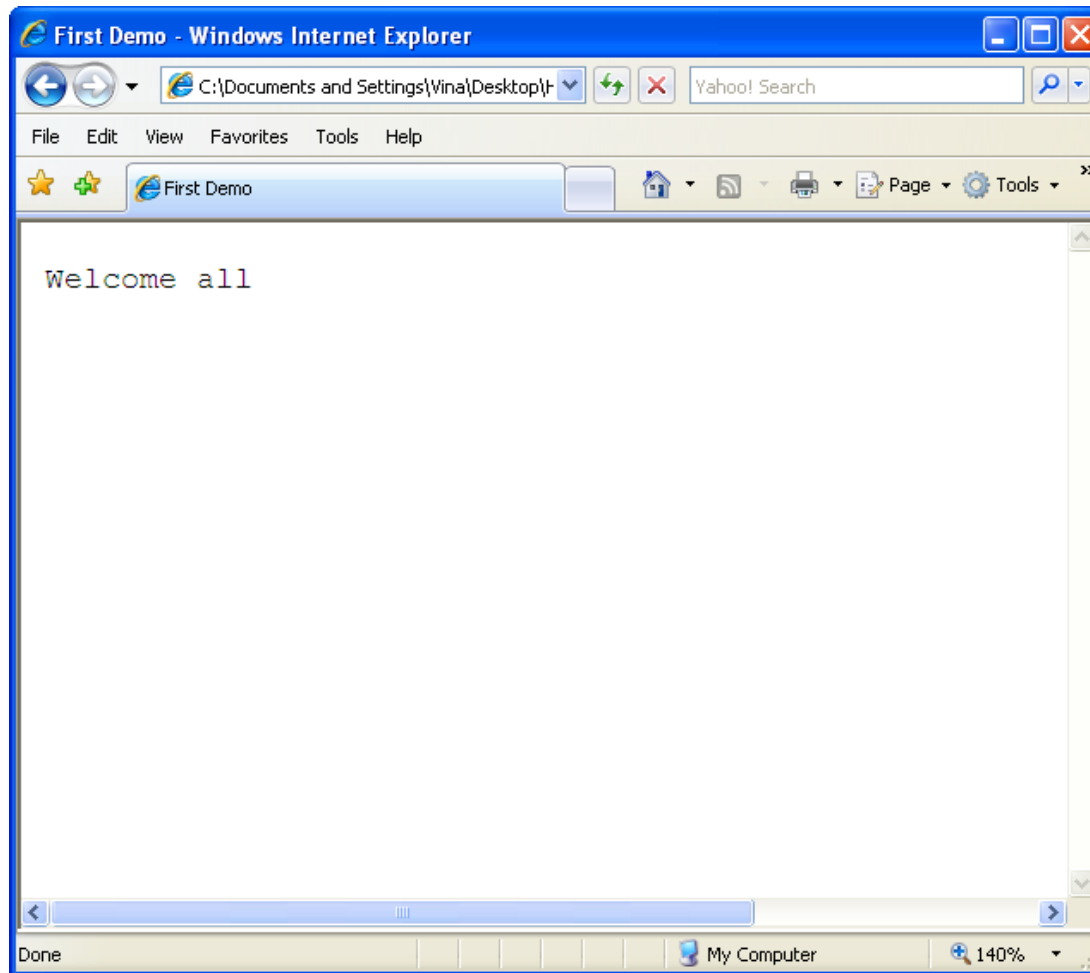 First Demo - Windows Internet Explorer
C:\Documents and Settings\Vina\Desktop\H Yahoo! Search
File Edit View Favorites Tools Help
First Demo Page Tools »
Welcome all
Done My Computer 140%